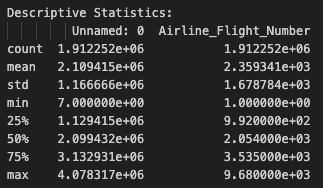 Descriptive Statistics:
Unnamed: 0 Airline_Flight_Number
count 1.912252e+06 1.912252e+06
mean 2.109415e+06 2.359341e+03
std 1.166666e+06 1.678784e+03
min 7.000000e+00 1.000000e+00
25% 1.129415e+06 9.920000e+02
50% 2.099432e+06 2.054000e+03
75% 3.132931e+06 3.535000e+03
max 4.078317e+06 9.680000e+03